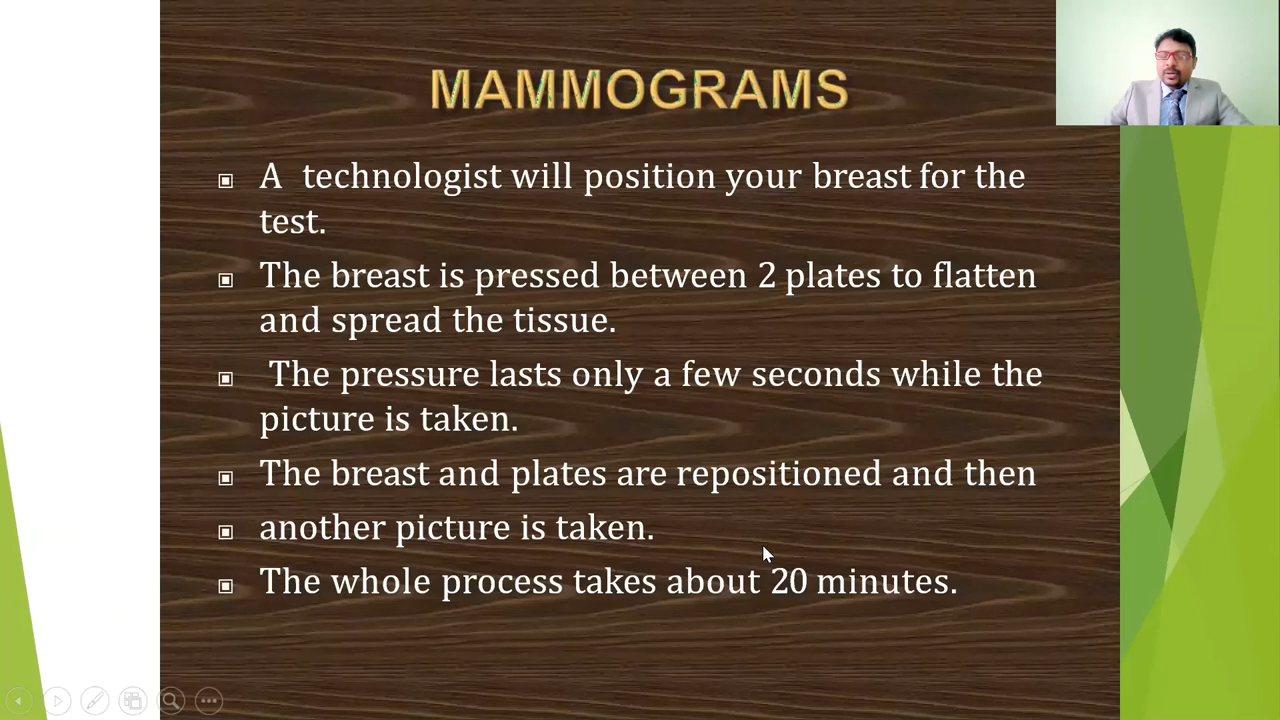 MAMMOGRAMS
A technologist will position your breast for the
test.
The breast is pressed between 2 plates to flatten
and spread the tissue.
The pressure lasts only a few seconds while the
picture is taken.
The breast and plates are repositioned and then
another picture is taken.
The whole process takes about 20 minutes.